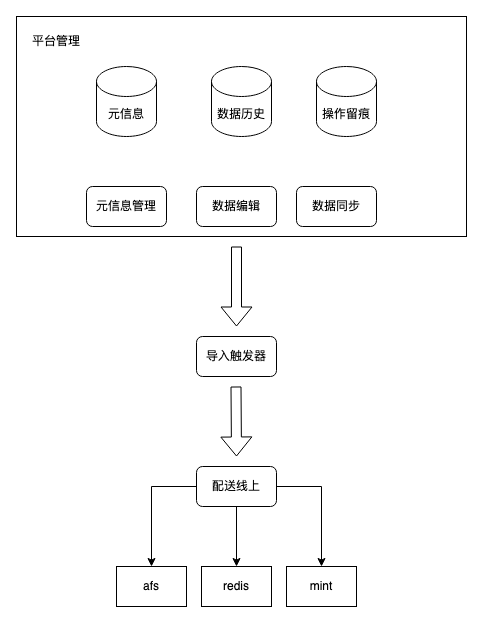 平台管理
元信息
数据历史
操作留痕
元信息管理
数据编辑
数据同步
导入触发器
配送线上
afs
redis
mint